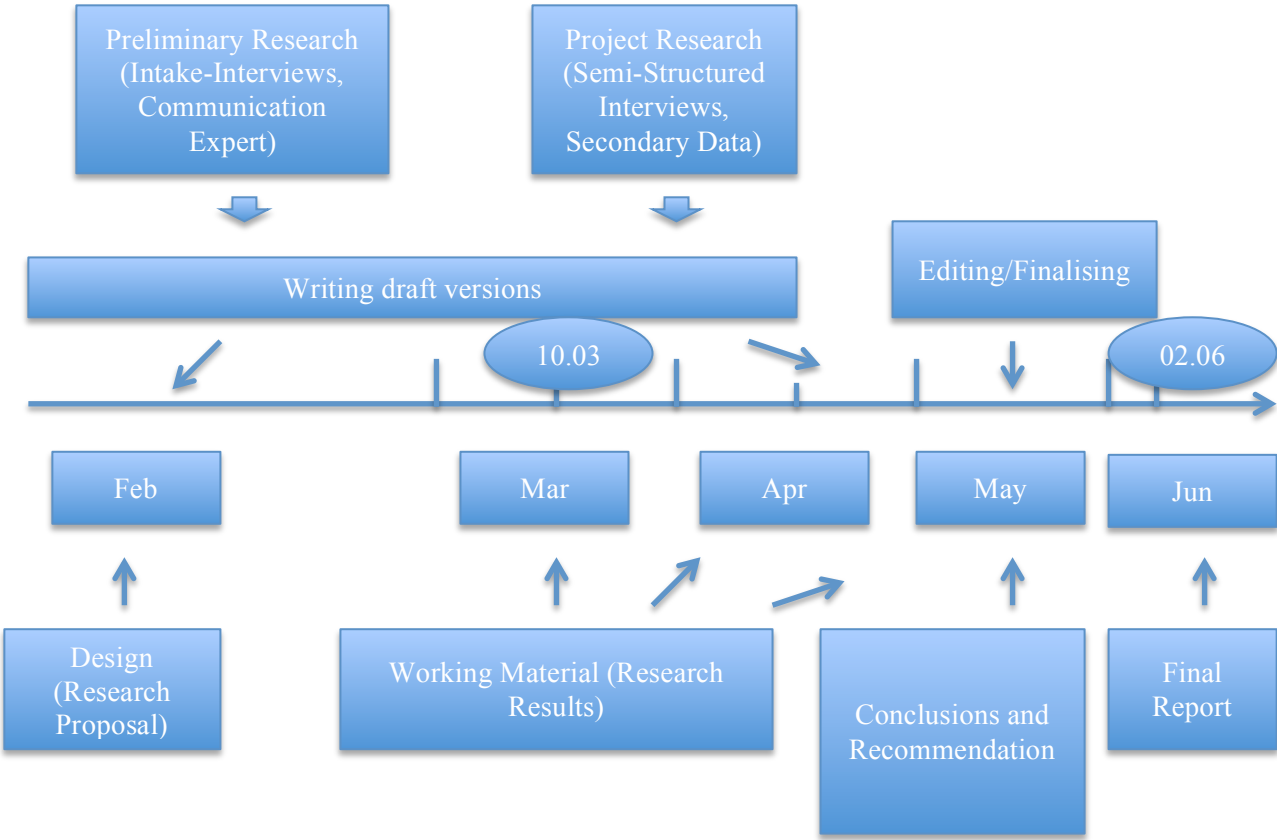 Preliminary Research
(Intake-Interviews,
Communication
Expert)
Project Research
(Semi-Structured
Interviews,
Secondary Data)
Writing draft versions
Editing/Finalising
10.03
02.06
Feb
Mar
Apr
May
Jun
Design
(Research
Proposal)
Working Material (Research
Results)
Conclusions and
Recommendation
Final
Report